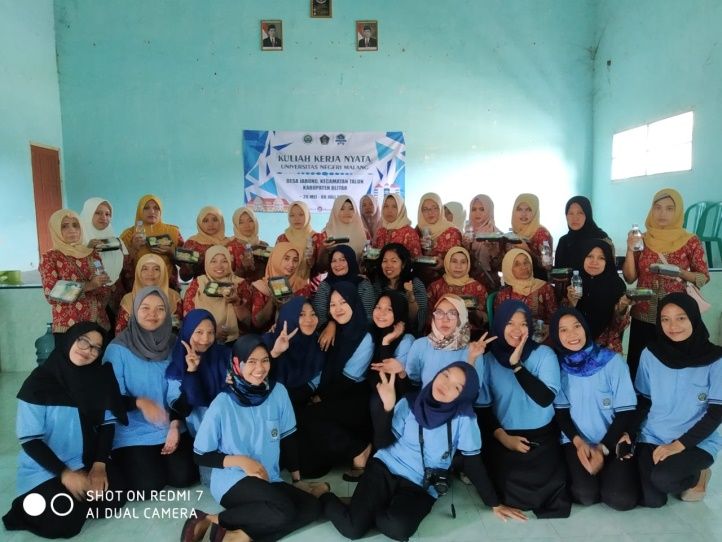 KULIAH KERJA NYATA
UNIVERSITAS NEGERI MALANG
DESA JABUNG, KECAMATAN TALUN
KABUPATEN BLITAR
SHOT ON REDMI 7
AI DUAL CAMERA